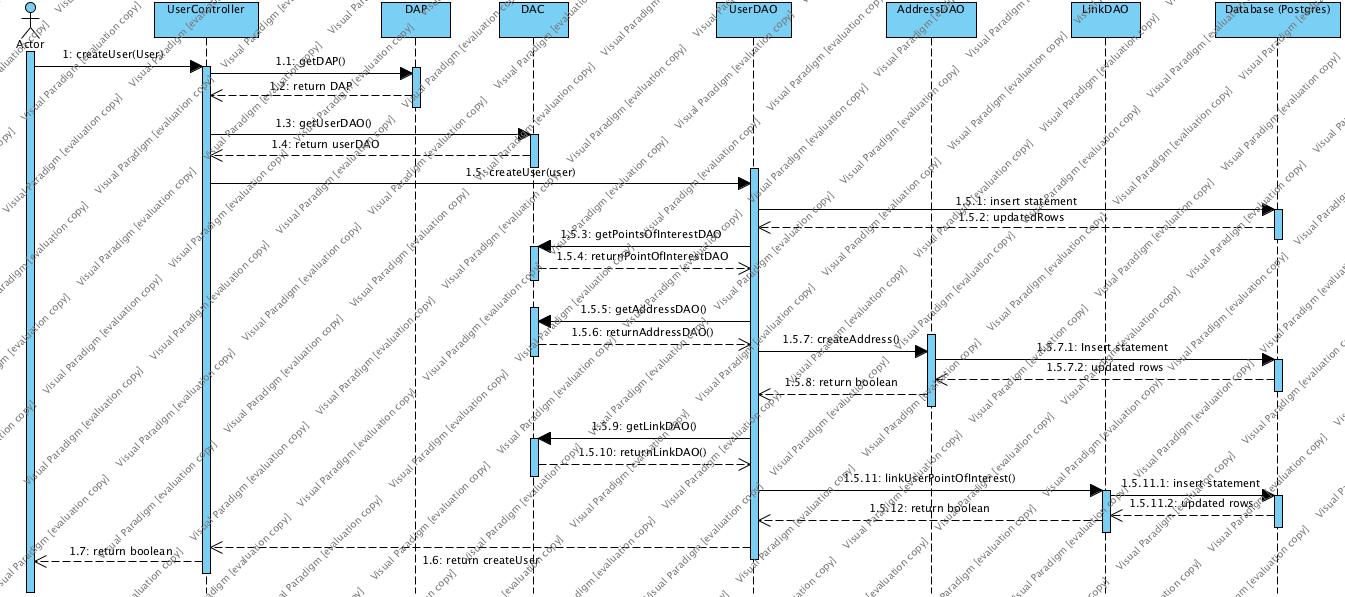 UserController
DAP
DAC
UserDAO
AddressDAO
LinkDAO
Database (Postgres)
Actor
1: createUser(User)
1.1: getDAP()
1.2: return DAP
1.3: getUserDAO()
1.4: return userDAO
1.5: createUser(user)
1.5.1: insert statement
1.5.2: updatedRows
1.5.3: getPointsOfInterestDAO
1.5.4: returnPointOfInterestDAO
1.5.5: getAddressDAO()
1.5.6: returnAddressDAO()
1.5.7: createAddress()
1.5.7.1: Insert statement
1.5.7.2: updated rows
1.5.8: return boolean
1.5.9: getLinkDAO()
1.5.10: returnLinkDAO()
1.5.11: linkUserPointOfInterest()
1.5.11.1: insert statement
1.5.11.2: updated rows
1.5.12: return boolean
1.6: return createUser
1.7: return boolean
Visual Paradigm [evaluation copy]